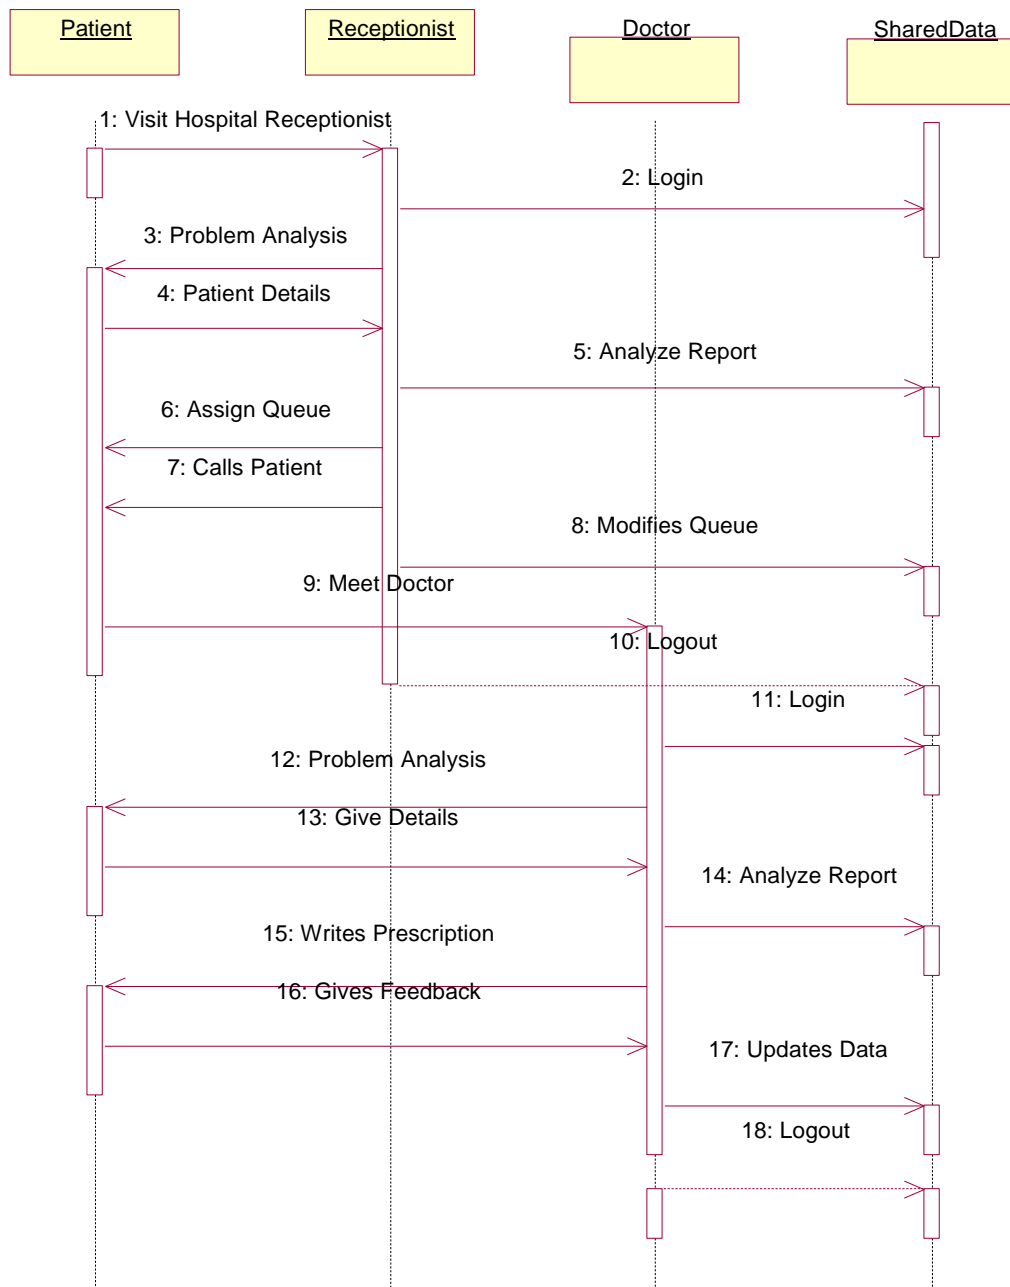 Patient
Receptionist
Doctor
SharedData
1: Visit Hospital Receptionist
2: Login
3: Problem Analysis
4: Patient Details
5: Analyze Report
6: Assign Queue
7: Calls Patient
8: Modifies Queue
9: Meet Doctor
10: Logout
11: Login
12: Problem Analysis
13: Give Details
14: Analyze Report
15: Writes Prescription
16: Gives Feedback
17: Updates Data
18: Logout